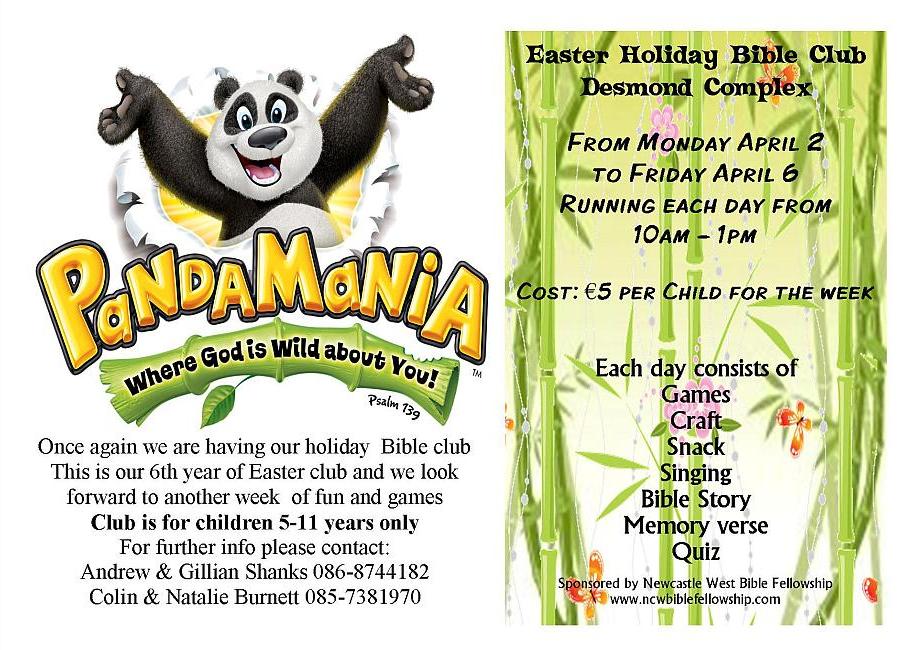 PandaMania
Where God is Wild about You!
TM
Psalm 139
Once again we are having our holiday Bible club
This is our 6th year of Easter club and we look
forward to another week of fun and games
Club is for children 5-11 years only
For further info please contact:
Andrew & Gillian Shanks 086-8744182
Colin & Natalie Burnett 085-7381970
Easter Holiday Bible Club
Desmond Complex
From Monday April 2
to Friday April 6
Running each day from
10am – 1pm
Cost: €5 per Child for the week
Each day consists of
Games
Craft
Snack
Singing
Bible Story
Memory verse
Quiz
Sponsored by Newcastle West Bible Fellowship
www.ncwbiblefellowship.com